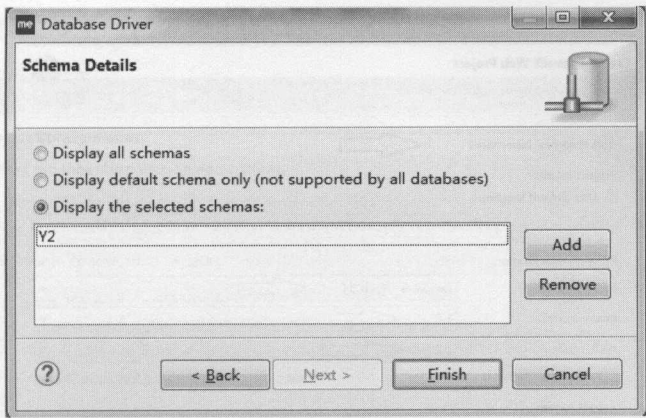 me Database Driver
Schema Details
Display all schemas
Display default schema only (not supported by all databases)
Display the selected schemas:
Y2
Add
Remove
?
< Back
Next >
Finish
Cancel